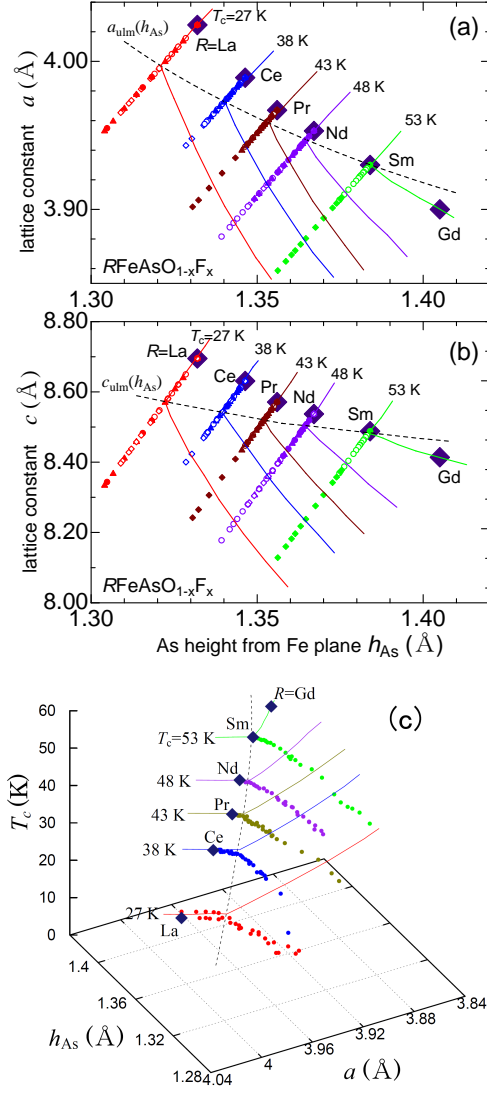 (a)
a_ulm(h_As)
T_c=27 K
R=La
38 K
Ce
43 K
Pr
48 K
Nd
53 K
Sm
Gd
4.00
3.90
lattice constant a (Å)
RFeAsO_1-xF_x
1.30
1.35
1.40
(b)
8.80
8.60
8.40
8.20
8.00
lattice constant c (Å)
c_ulm(h_As)
T_c=27 K
R=La
38 K
Ce
43 K
Pr
48 K
Nd
53 K
Sm
Gd
RFeAsO_1-xF_x
1.30
1.35
1.40
As height from Fe plane h_As (Å)
(c)
R=Gd
Sm
T_c=53 K
Nd
48 K
Pr
43 K
Ce
38 K
27 K
La
60
50
40
30
20
10
0
T_c (K)
1.4
1.36
1.32
1.28
h_As (Å)
4.04
4
3.96
3.92
3.88
3.84
a (Å)